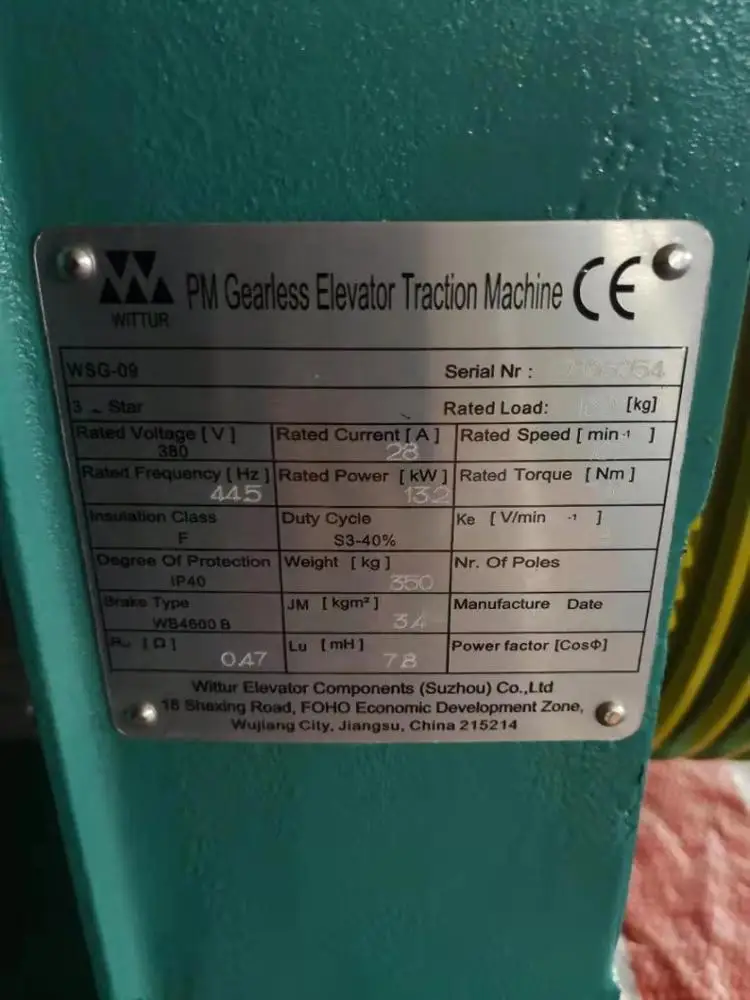 WITTUR
PM Gearless Elevator Traction Machine CE
WSG-09 Serial Nr :
3 ~ Star Rated Load: [kg]
Rated Voltage [ V ] Rated Current [ A ] Rated Speed [ min-1 ]
380 28
Rated Frequency [ Hz ] Rated Power [ kW ] Rated Torque [ Nm ]
44.5 13.2
Insulation Class Duty Cycle Ke [ V/min -1 ]
F S3-40%
Degree Of Protection Weight [ kg ] Nr. Of Poles
IP40 350
Brake Type JM [ kgm² ] Manufacture Date
WB4600 B 3.4
[ Ω ] Lu [ mH ] Power factor [CosΦ]
0.47 7.8
Wittur Elevator Components (Suzhou) Co.,Ltd
18 Shexing Road, FOHO Economic Development Zone,
Wujiang City, Jiangsu, China 215214